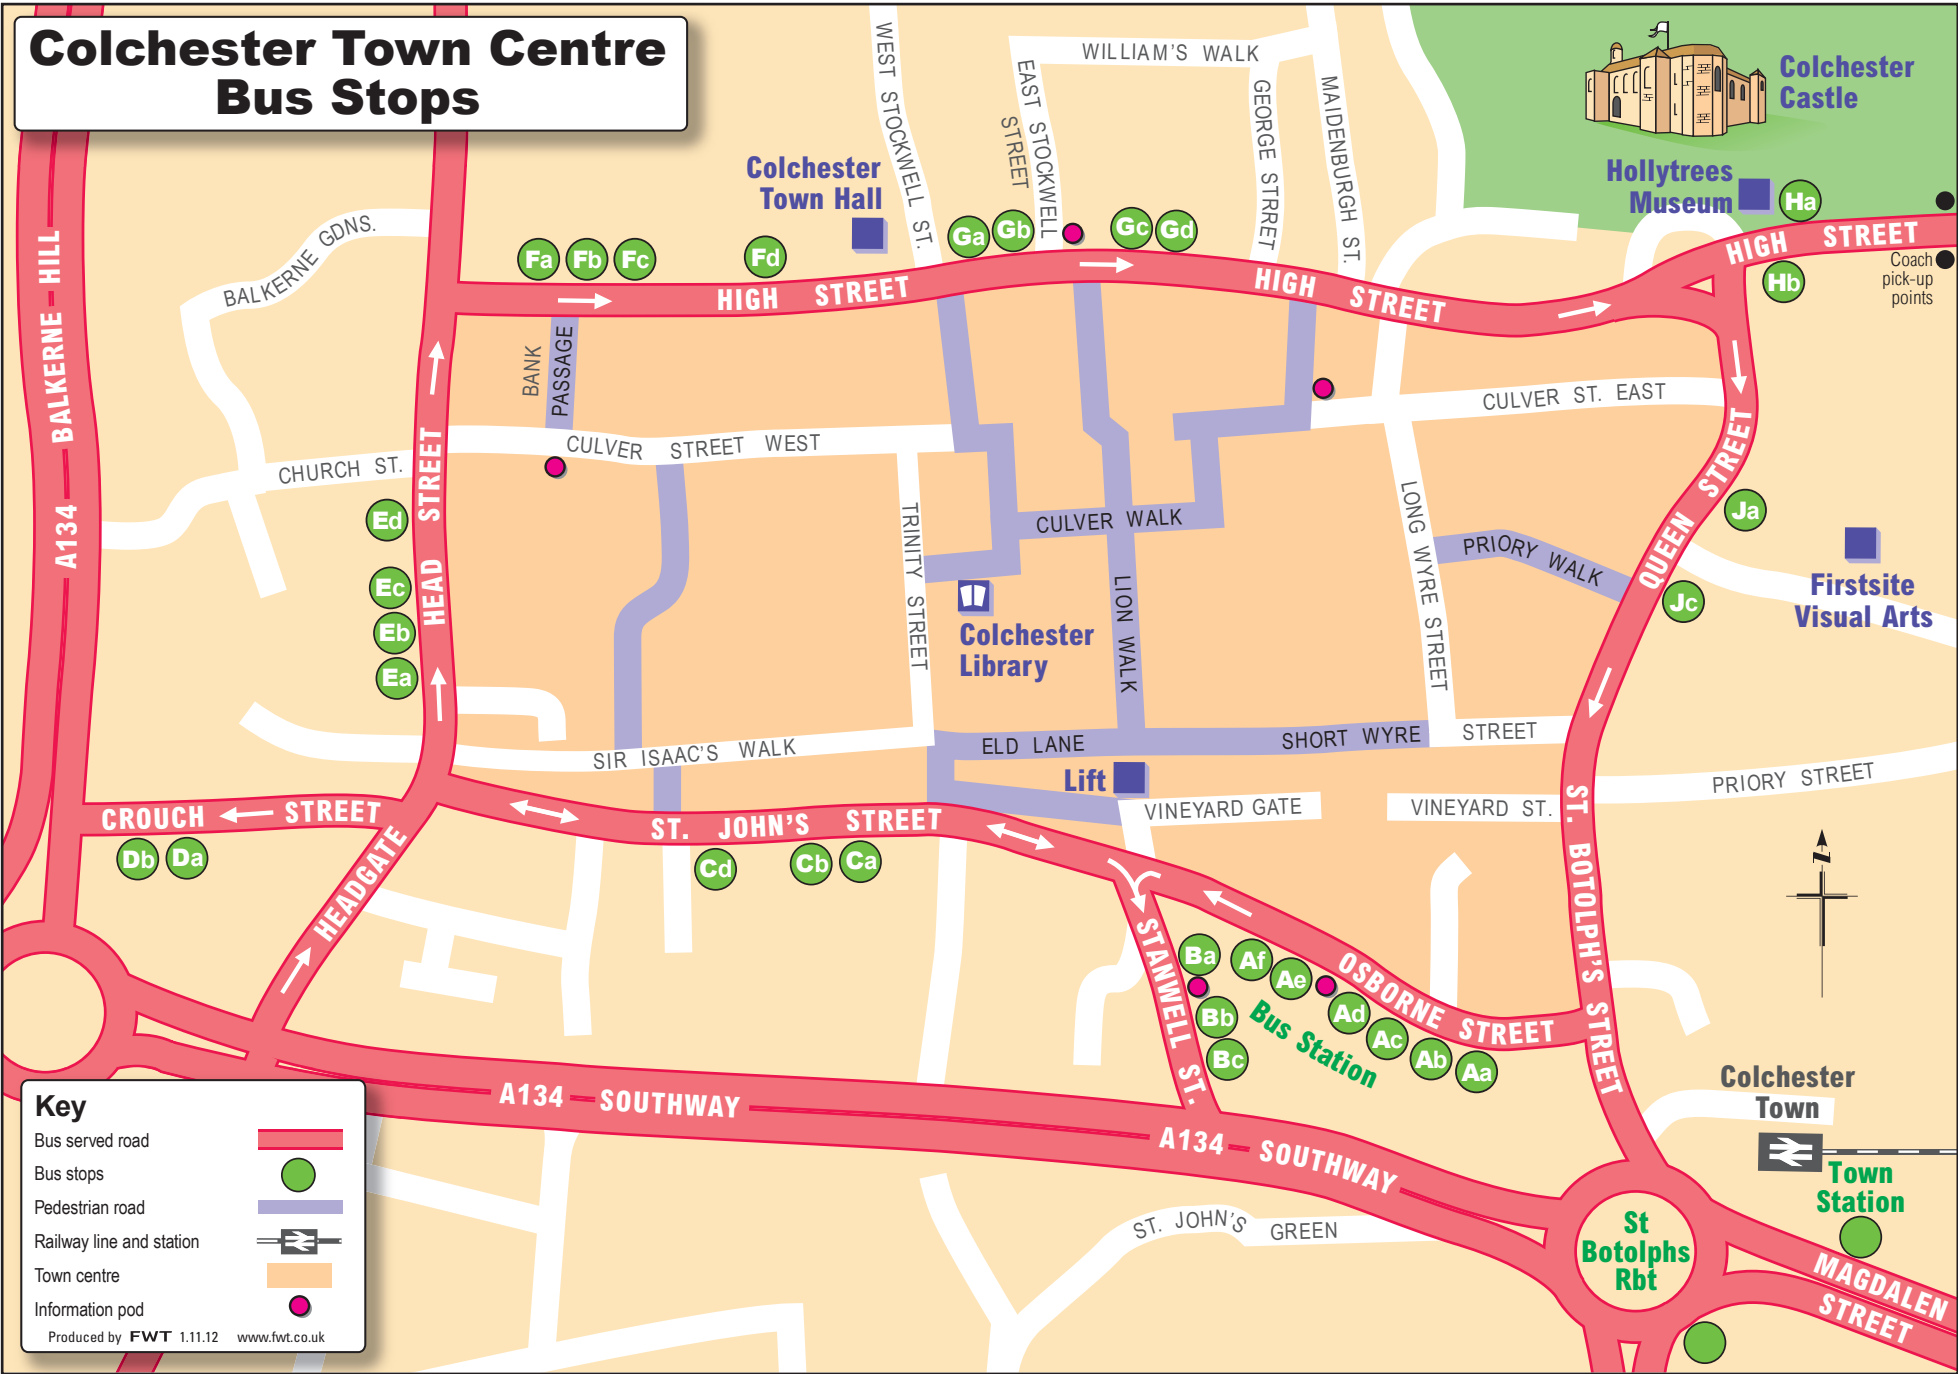 Colchester Town Centre
Bus Stops
WEST STOCKWELL ST.
EAST STOCKWELL
STREET
WILLIAM'S WALK
GEORGE STRRET
MAIDENBURGH ST.
Colchester
Castle
Colchester
Town Hall
Hollytrees
Museum
Ha
Hb
HIGH STREET
Coach
pick-up
points
BALKERNE GDNS.
A134 BALKERNE HILL
Fa
Fb
Fc
Fd
Ga
Gb
Gc
Gd
HIGH STREET
HIGH STREET
BANK
PASSAGE
CULVER STREET WEST
CULVER ST. EAST
CHURCH ST.
HEAD STREET
Ed
Ec
Eb
Ea
TRINITY STREET
CULVER WALK
LION WALK
LONG WYRE STREET
PRIORY WALK
QUEEN STREET
Ja
Jc
Firstsite
Visual Arts
Colchester
Library
SIR ISAAC'S WALK
ELD LANE
SHORT WYRE STREET
Lift
VINEYARD GATE
VINEYARD ST.
PRIORY STREET
CROUCH STREET
Db
Da
HEADGATE
ST. JOHN'S STREET
Cd
Cb
Ca
ST. BOTOLPH'S STREET
N
STANWELL ST.
Ba
Bb
Bc
Af
Ae
Ad
Ac
Ab
Aa
Bus Station
OSBORNE STREET
A134 SOUTHWAY
A134 SOUTHWAY
Colchester
Town
Town
Station
ST. JOHN'S GREEN
St
Botolphs
Rbt
MAGDALEN
STREET
Key
Bus served road
Bus stops
Pedestrian road
Railway line and station
Town centre
Information pod
Produced by FWT 1.11.12 www.fwt.co.uk